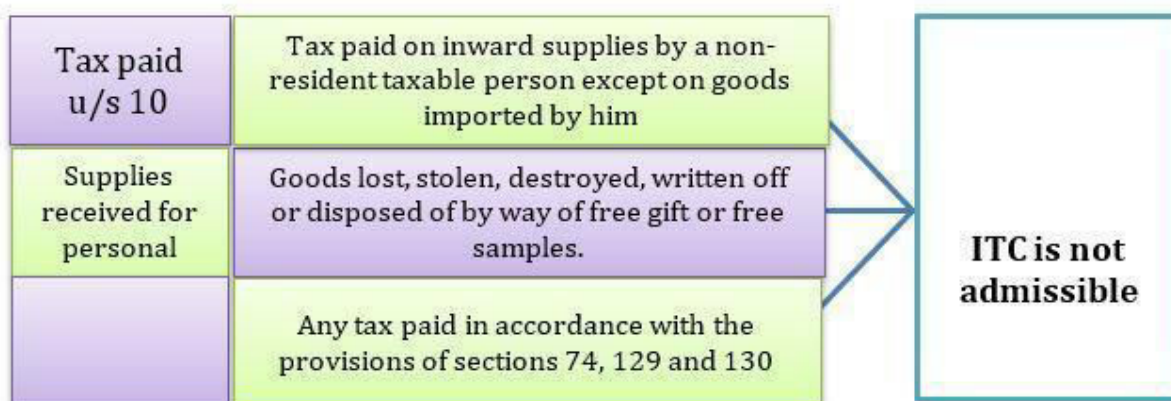 Tax paid
u/s 10
Tax paid on inward supplies by a non-
resident taxable person except on goods
imported by him
Supplies
received for
personal
Goods lost, stolen, destroyed, written off
or disposed of by way of free gift or free
samples.
Any tax paid in accordance with the
provisions of sections 74, 129 and 130
ITC is not
admissible